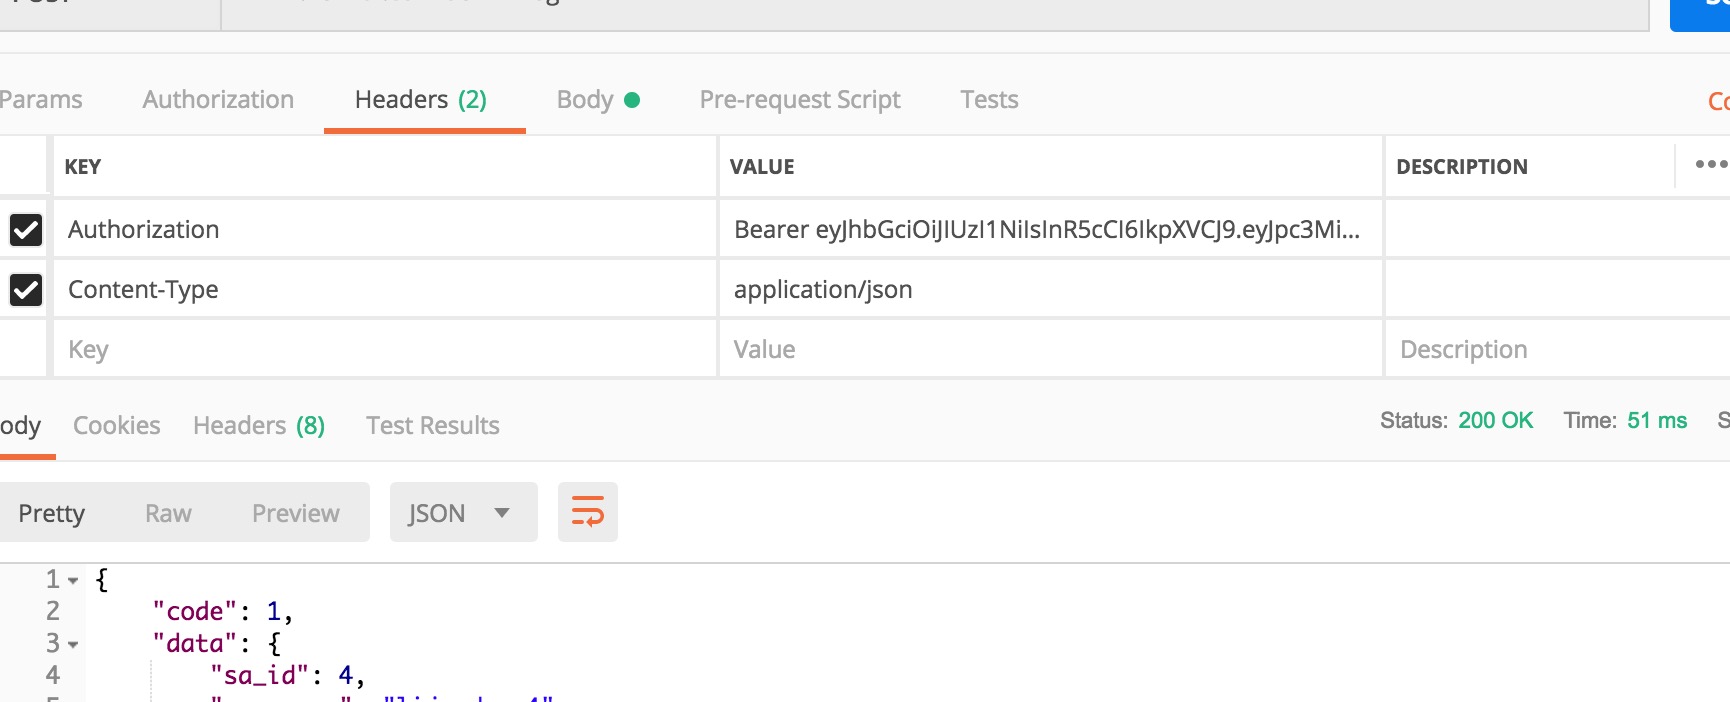 Params Authorization Headers (2) Body Pre-request Script Tests
KEY VALUE DESCRIPTION
Authorization Bearer eyJhbGciOiJIUzI1NiIsInR5cCI6IkpXVCJ9.eyJpc3Mi...
Content-Type application/json
Key Value Description
ody Cookies Headers (8) Test Results Status: 200 OK Time: 51 ms S
Pretty Raw Preview JSON
1 {
2 "code": 1,
3 "data": {
4 "sa_id": 4,